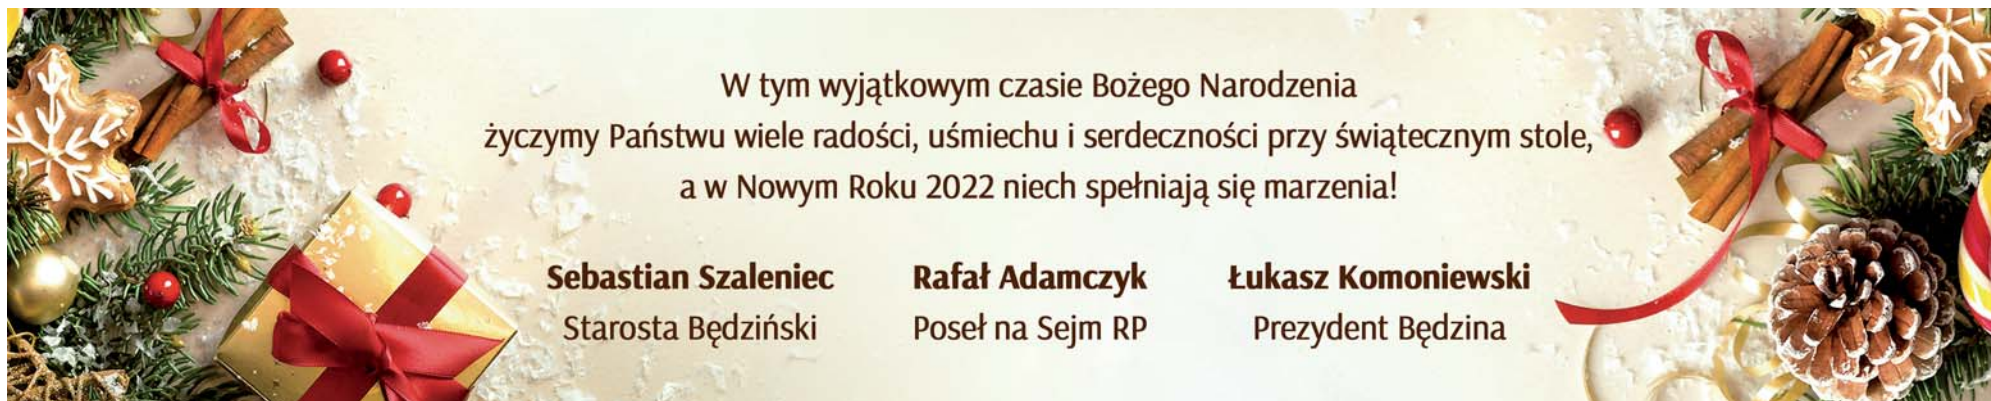 W tym wyjątkowym czasie Bożego Narodzenia
życzymy Państwu wiele radości, uśmiechu i serdeczności przy świątecznym stole,
a w Nowym Roku 2022 niech spełniają się marzenia!
Sebastian Szaleniec
Starosta Będziński
Rafał Adamczyk
Poseł na Sejm RP
Łukasz Komoniewski
Prezydent Będzina